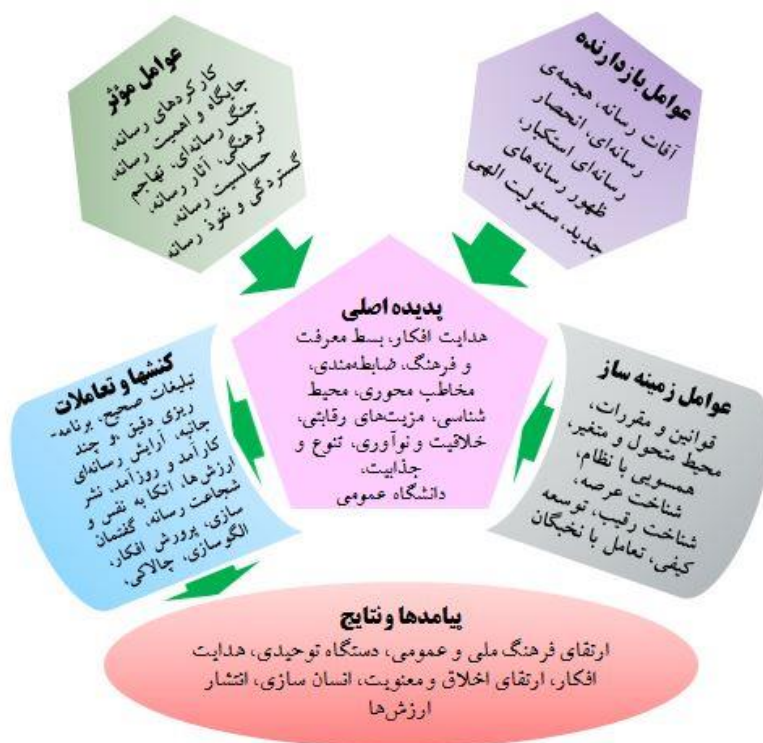 عوامل مؤثر
کارکردهای رسانه،
جایگاه و اهمیت رسانه،
جنگ رسانه‌ای، تهاجم
فرهنگی، آثار رسانه،
حساسیت رسانه،
گستردگی و نفوذ رسانه
عوامل بازدارنده
آفات رسانه، هجمه‌ی
رسانه‌ای، انحصار
رسانه‌ای استکبار،
ظهور رسانه‌های
جدید، مسئولیت الهی
پدیده اصلی
هدایت افکار، بسط معرفت
و فرهنگ، ضابطه‌مندی،
مخاطب محوری، محیط
شناسی، مزیت‌های رقابتی،
خلاقیت و نوآوری، تنوع و
جذابیت،
دانشگاه عمومی
عوامل زمینه ساز
قوانین و مقررات،
محیط متحول و متغیر،
همسویی با نظام،
شناخت عرصه،
شناخت رقیب، توسعه
کیفی، تعامل با نخبگان
کنشها و تعاملات
تبلیغات صحیح، برنامه-
ریزی دقیق و چند
جانبه، آرایش رسانه‌ای
کارآمد و روزآمد، نشر
ارزش‌ها، اتکا به نفس و
شجاعت رسانه، گفتمان
سازی، پرورش افکار،
الگوسازی، چالاکی،
پیامدها و نتایج
ارتقای فرهنگ ملی و عمومی، دستگاه توحیدی، هدایت
افکار، ارتقای اخلاق و معنویت، انسان سازی، انتشار
ارزش‌ها